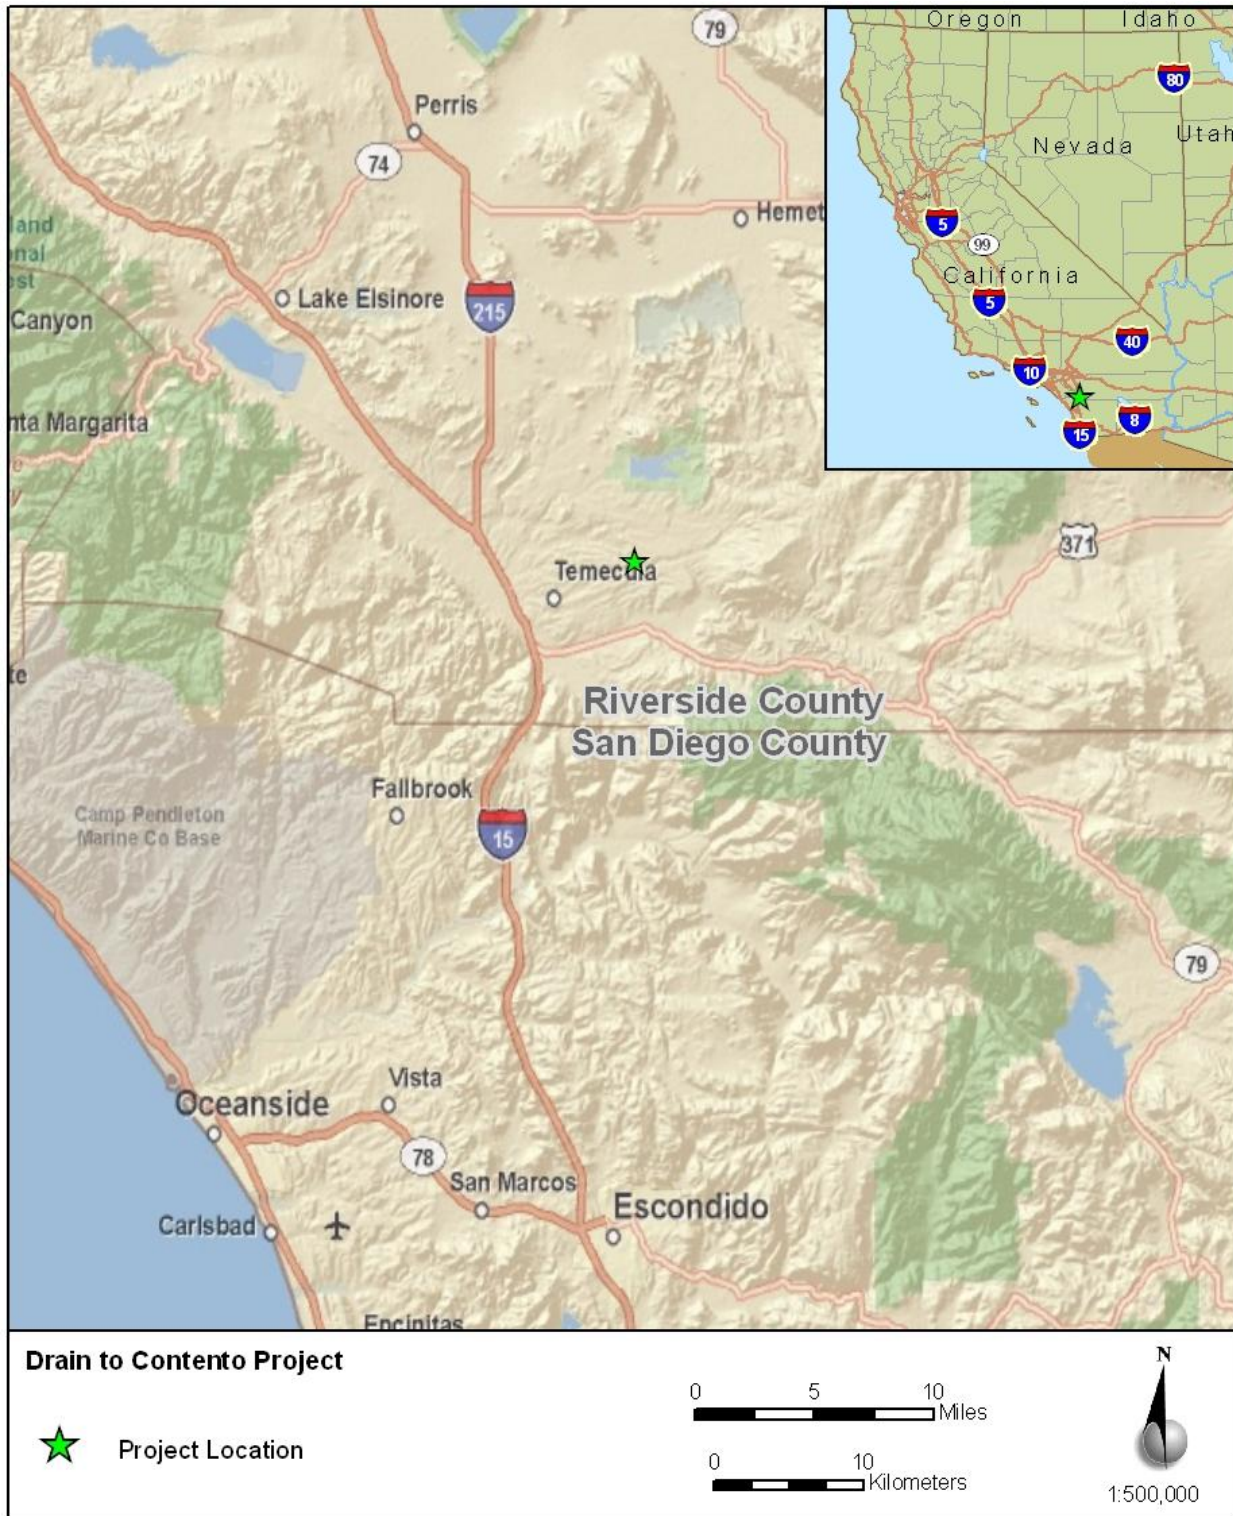 79
Perris
74
Hemet
Lake Elsinore
215
Canyon
nta Margarita
371
Temecula
Riverside County
San Diego County
Fallbrook
Camp Pendleton
Marine Co Base
15
79
Vista
Oceanside
78
San Marcos
Escondido
Carlsbad
Encinitas
Oregon
Idaho
80
Nevada
Utah
5
99
California
5
40
10
15
8
Drain to Contento Project
Project Location
0 5 10
Miles
0 10
Kilometers
N
1:500,000